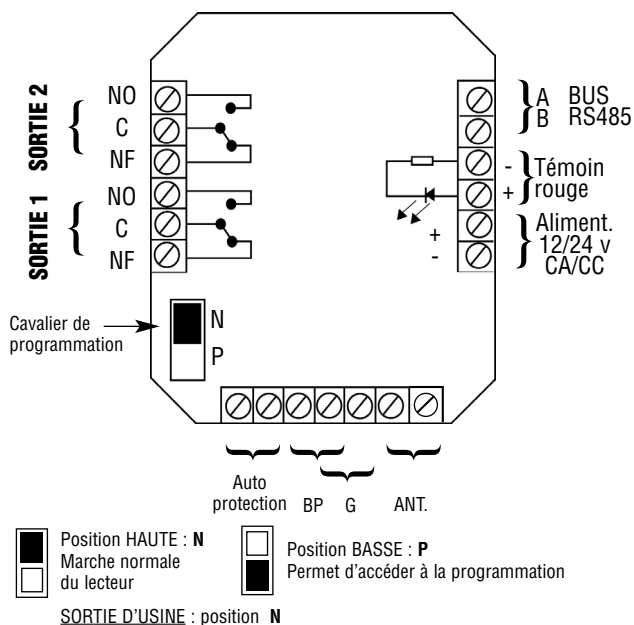 SORTIE 2
NO
C
NF
SORTIE 1
NO
C
NF
A BUS
B RS485
- Témoin
+ rouge
+
-
Aliment.
12/24 v
CA/CC
Cavalier de
programmation
N
P
Auto
protection
BP
G
ANT.
Position HAUTE : N
Marche normale
du lecteur
Position BASSE : P
Permet d'accéder à la programmation
SORTIE D'USINE : position N